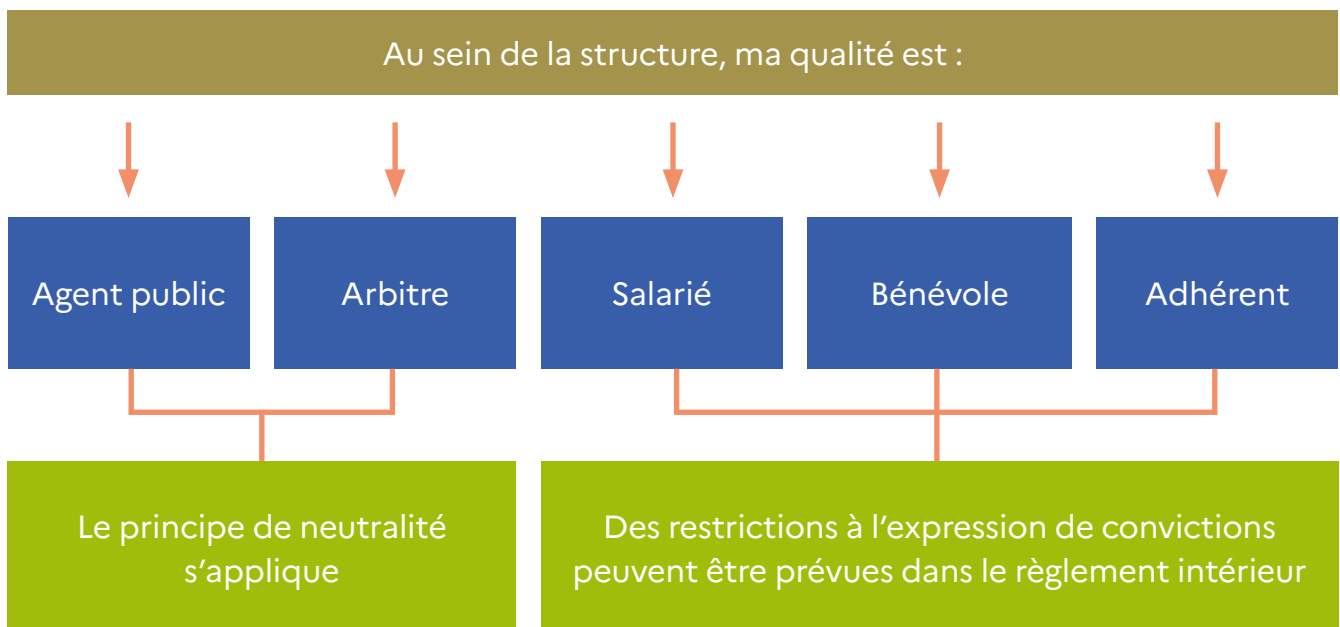 Au sein de la structure, ma qualité est :
Agent public
Arbitre
Salarié
Bénévole
Adhérent
Le principe de neutralité
s’applique
Des restrictions à l’expression de convictions
peuvent être prévues dans le règlement intérieur